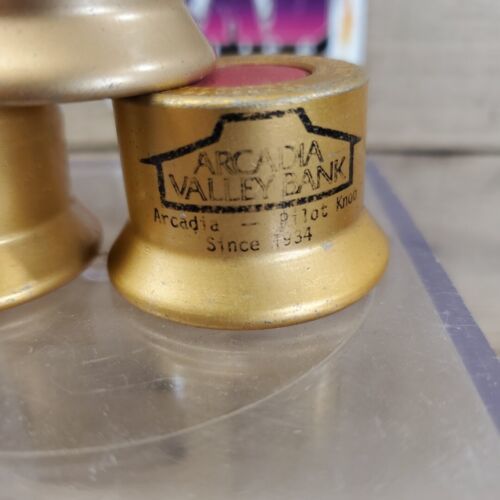 ARCADIA
VALLEY BANK
Arcadia — Pilot Knob
Since 1934